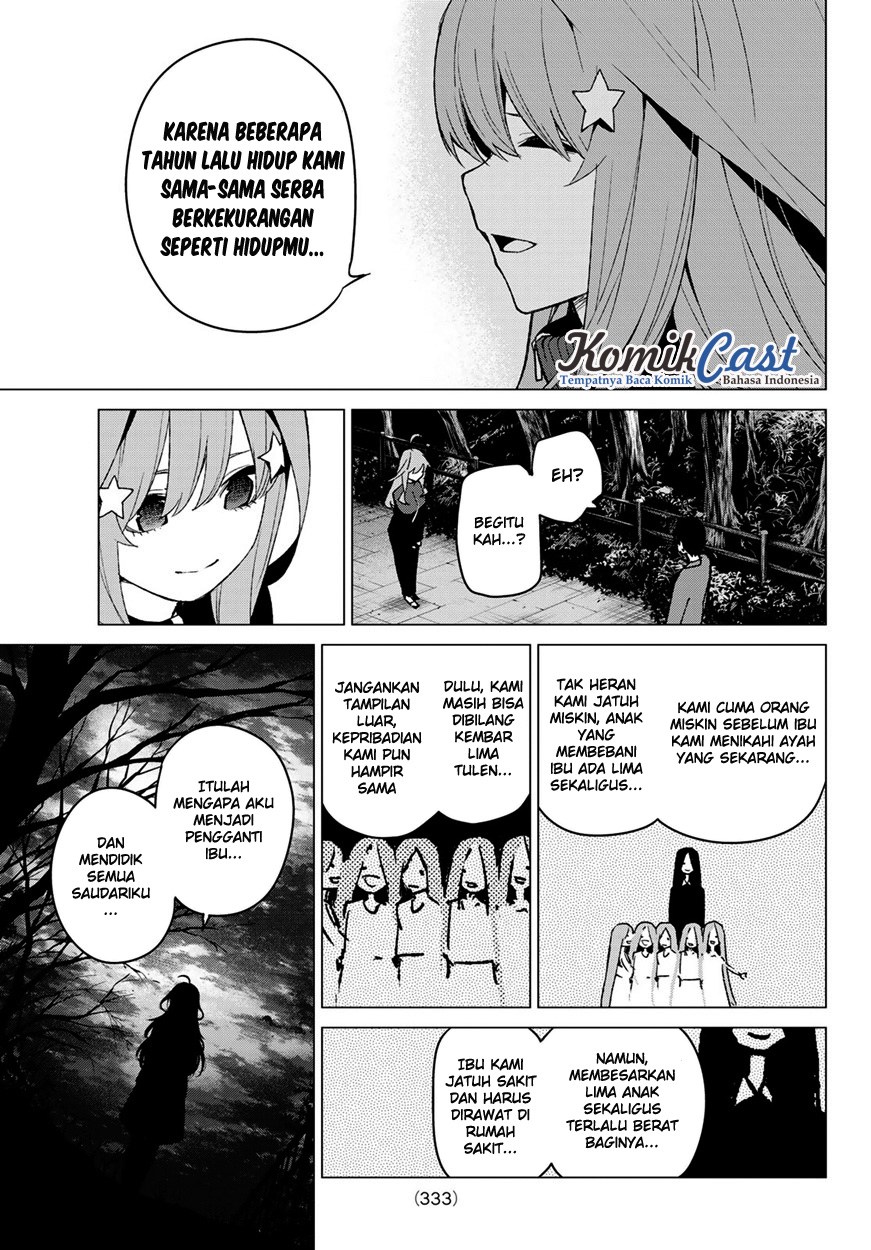 KARENA BEBERAPA
TAHUN LALU HIDUP KAMI
SAMA-SAMA SERBA
BERKEKURANGAN
SEPERTI HIDUPMU...
KomikCast
Tempatnya Baca Komik Bahasa Indonesia
EH?
BEGITU
KAH...?
KAMI CUMA ORANG
MISKIN SEBELUM IBU
KAMI MENIKAHI AYAH
YANG SEKARANG...
TAK HERAN
KAMI JATUH
MISKIN, ANAK
YANG
MEMBEBANI
IBU ADA LIMA
SEKALIGUS...
DULU, KAMI
MASIH BISA
DIBILANG
KEMBAR
LIMA
TULEN...
JANGANKAN
TAMPILAN
LUAR,
KEPRIBADIAN
KAMI PUN
HAMPIR
SAMA
NAMUN,
MEMBESARKAN
LIMA ANAK
SEKALIGUS
TERLALU BERAT
BAGINYA...
IBU KAMI
JATUH SAKIT
DAN HARUS
DIRAWAT DI
RUMAH
SAKIT...
ITULAH
MENGAPA AKU
MENJADI
PENGGANTI
IBU...
DAN
MENDIDIK
SEMUA
SAUDARIKU
...
(333)